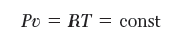 Pv = RT = const